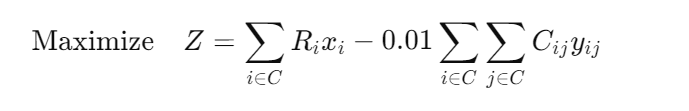 Maximize Z = ∑_{i∈C} R_i x_i − 0.01 ∑_{i∈C} ∑_{j∈C} C_{ij} y_{ij}